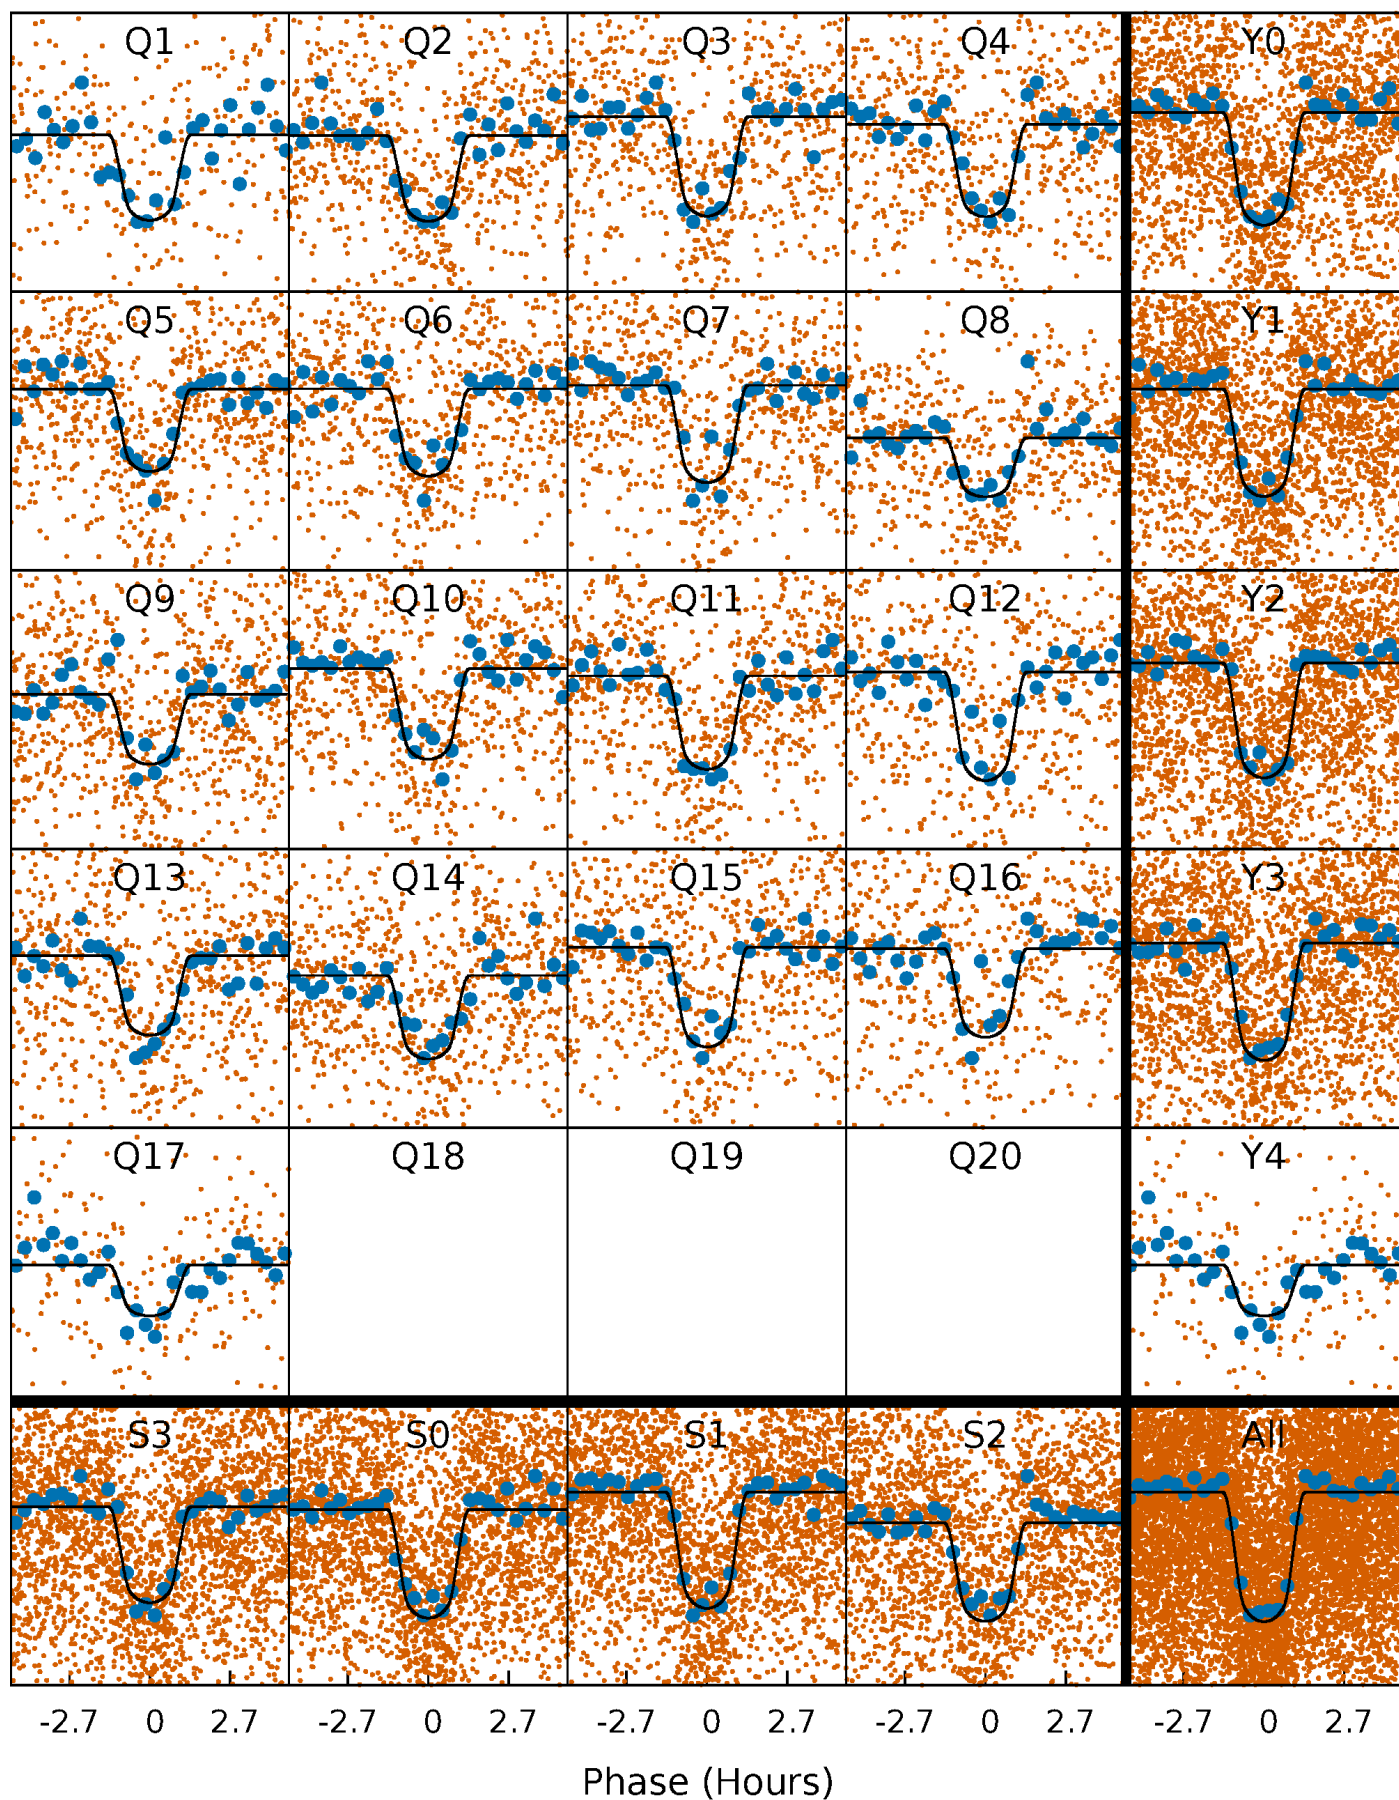 Q1 Q2 Q3 Q4 Y0
Q5 Q6 Q7 Q8 Y1
Q9 Q10 Q11 Q12 Y2
Q13 Q14 Q15 Q16 Y3
Q17 Q18 Q19 Q20 Y4
S3 S0 S1 S2 All
-2.7 0 2.7 -2.7 0 2.7 -2.7 0 2.7 -2.7 0 2.7 -2.7 0 2.7
Phase (Hours)